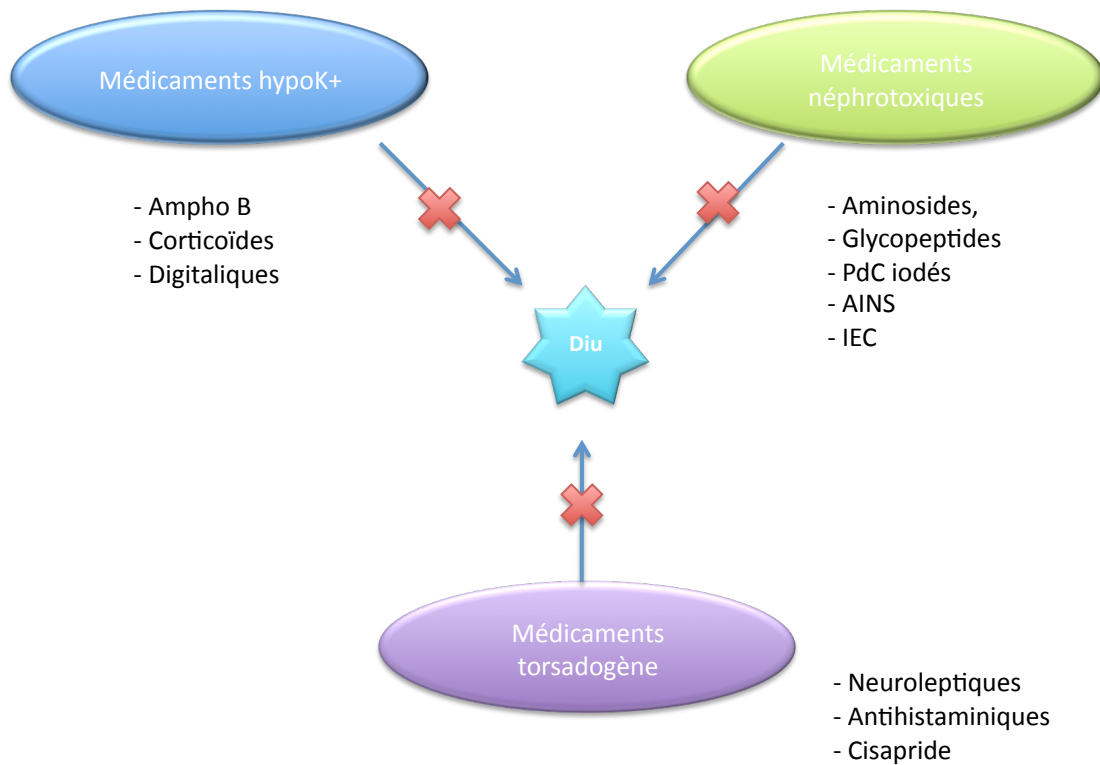 Médicaments hypoK+
Médicaments
néphrotoxiques
- Ampho B
- Corticoïdes
- Digitaliques
- Aminosides,
- Glycopeptides
- PdC iodés
- AINS
- IEC
Diu
Médicaments
torsadogène
- Neuroleptiques
- Antihistaminiques
- Cisapride